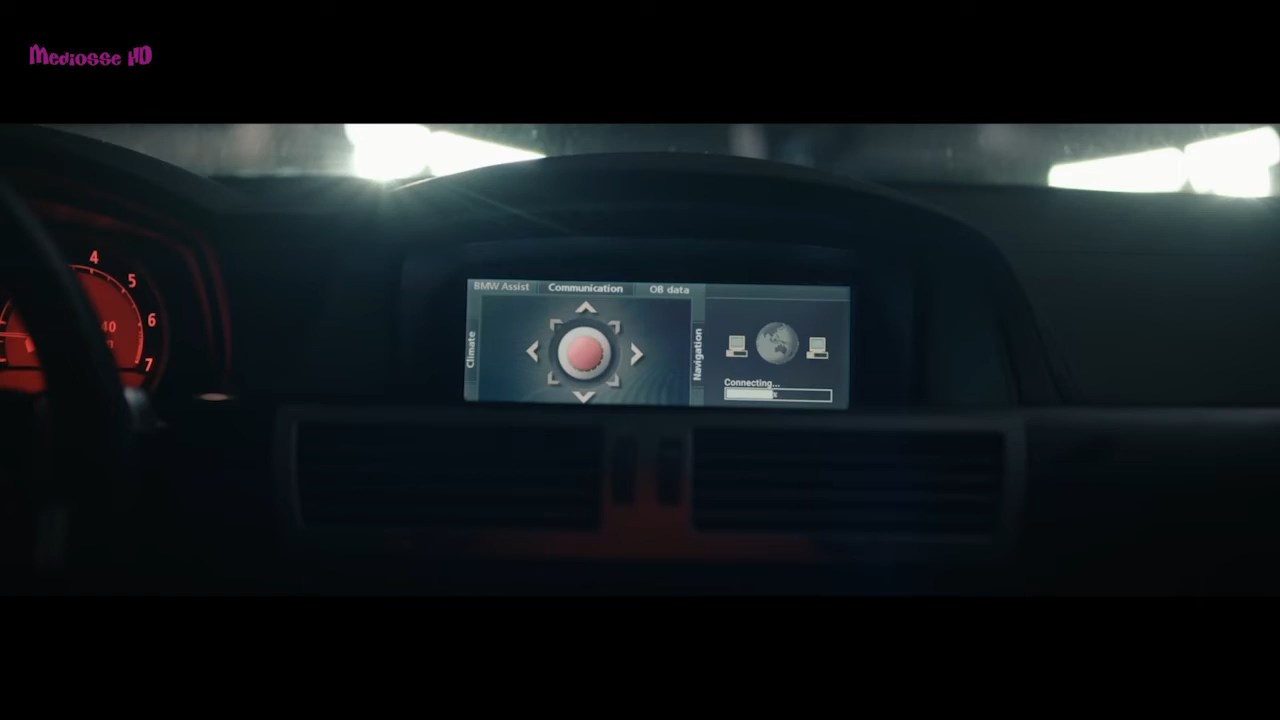 Mediosse HD
BMW Assist
Communication
OB data
Climate
Navigation
Connecting...
4
5
6
7